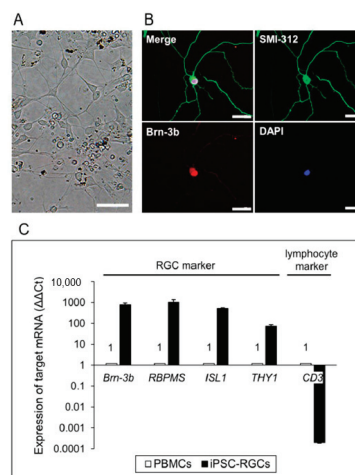 A
B
Merge
SMI-312
Brn-3b
DAPI
C
RGC marker
lymphocyte
marker
Expression of target mRNA (ΔΔCt)
10,000
1000
100
10
1
0.1
0.01
0.001
0.0001
1
1
1
1
1
Brn-3b
RBPMS
ISL1
THY1
CD3
PBMCs
iPSC-RGCs